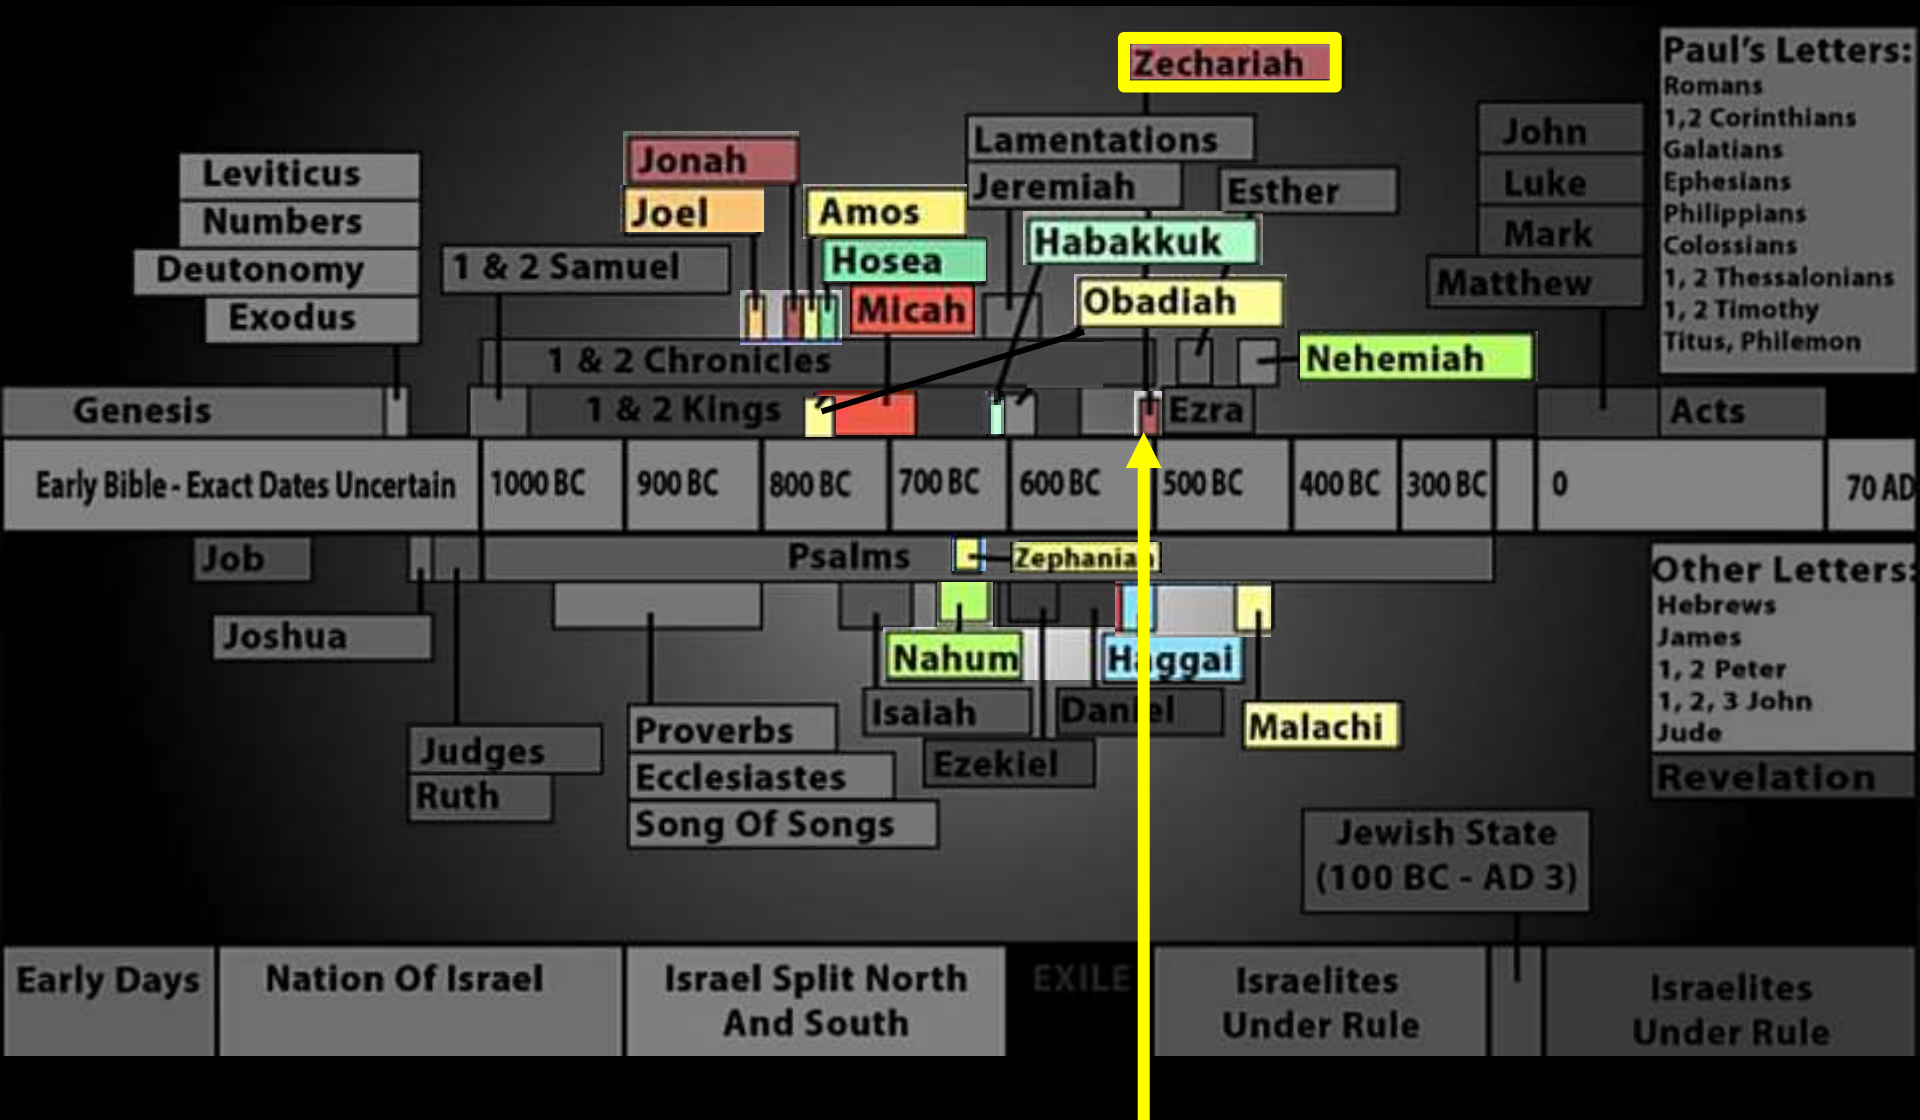 Zechariah
Paul's Letters:
Romans
1,2 Corinthians
Galatians
Ephesians
Philippians
Colossians
1, 2 Thessalonians
1, 2 Timothy
Titus, Philemon
John
Luke
Mark
Matthew
Lamentations
Jeremiah
Esther
Jonah
Joel
Amos
Habakkuk
Hosea
Obadiah
Micah
Nehemiah
Leviticus
Numbers
Deutonomy
Exodus
1 & 2 Samuel
1 & 2 Chronicles
Genesis
1 & 2 Kings
Ezra
Acts
Early Bible - Exact Dates Uncertain
1000 BC
900 BC
800 BC
700 BC
600 BC
500 BC
400 BC
300 BC
0
70 AD
Job
Psalms
Zephaniah
Joshua
Nahum
Haggai
Isaiah
Daniel
Malachi
Ezekiel
Judges
Ruth
Proverbs
Ecclesiastes
Song Of Songs
Other Letters:
Hebrews
James
1, 2 Peter
1, 2, 3 John
Jude
Revelation
Jewish State
(100 BC - AD 3)
Early Days
Nation Of Israel
Israel Split North
And South
EXILE
Israelites
Under Rule
Israelites
Under Rule